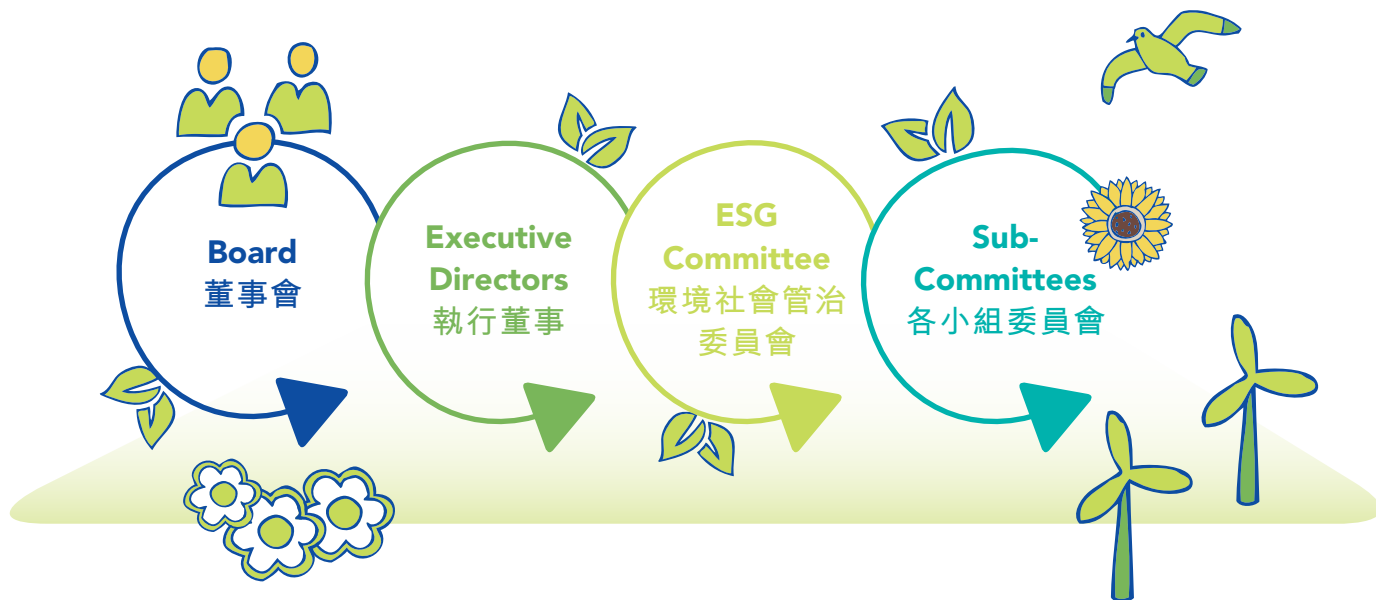 Board
董事會
Executive
Directors
執行董事
ESG
Committee
環境社會管治
委員會
Sub-
Committees
各小組委員會